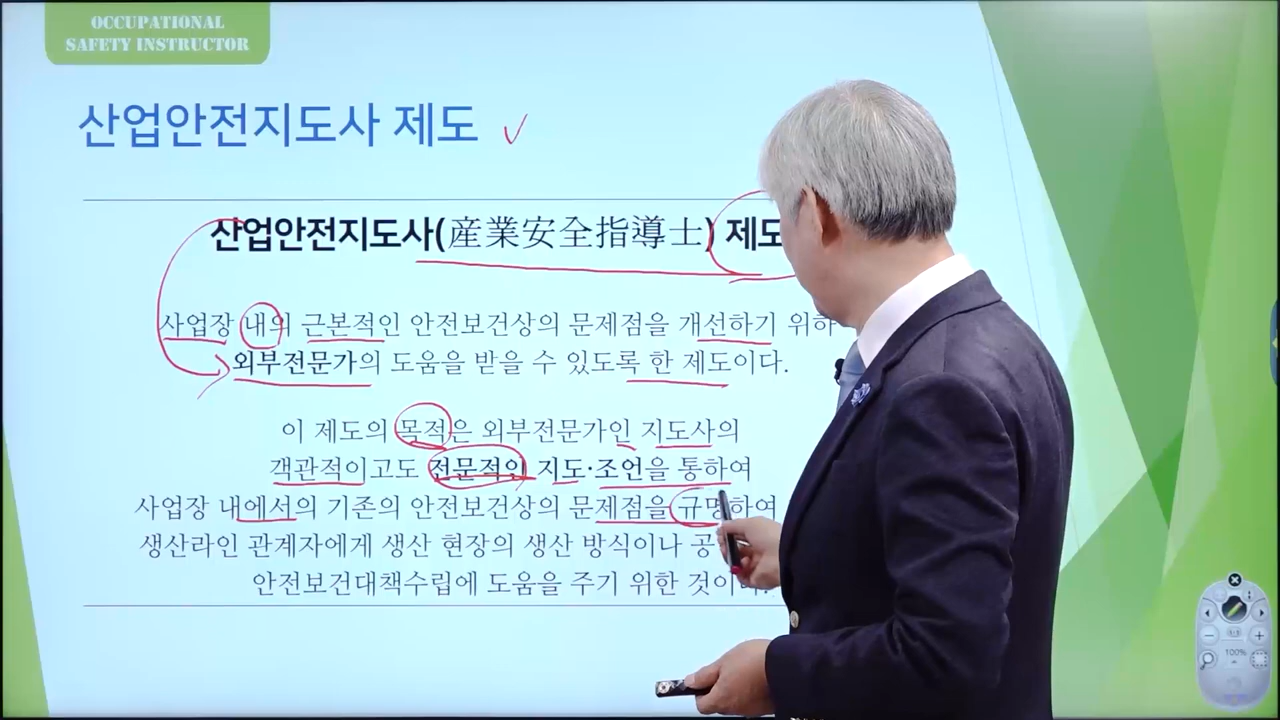 OCCUPATIONAL
SAFETY INSTRUCTOR
산업안전지도사 제도
산업안전지도사(産業安全指導士) 제도
사업장 내의 근본적인 안전보건상의 문제점을 개선하기 위하
외부전문가의 도움을 받을 수 있도록 한 제도이다.
이 제도의 목적은 외부전문가인 지도사의
객관적이고도 전문적인 지도·조언을 통하여
사업장 내에서의 기존의 안전보건상의 문제점을 규명하여
생산라인 관계자에게 생산 현장의 생산 방식이나
안전보건대책수립에 도움을 주기 위한
100%